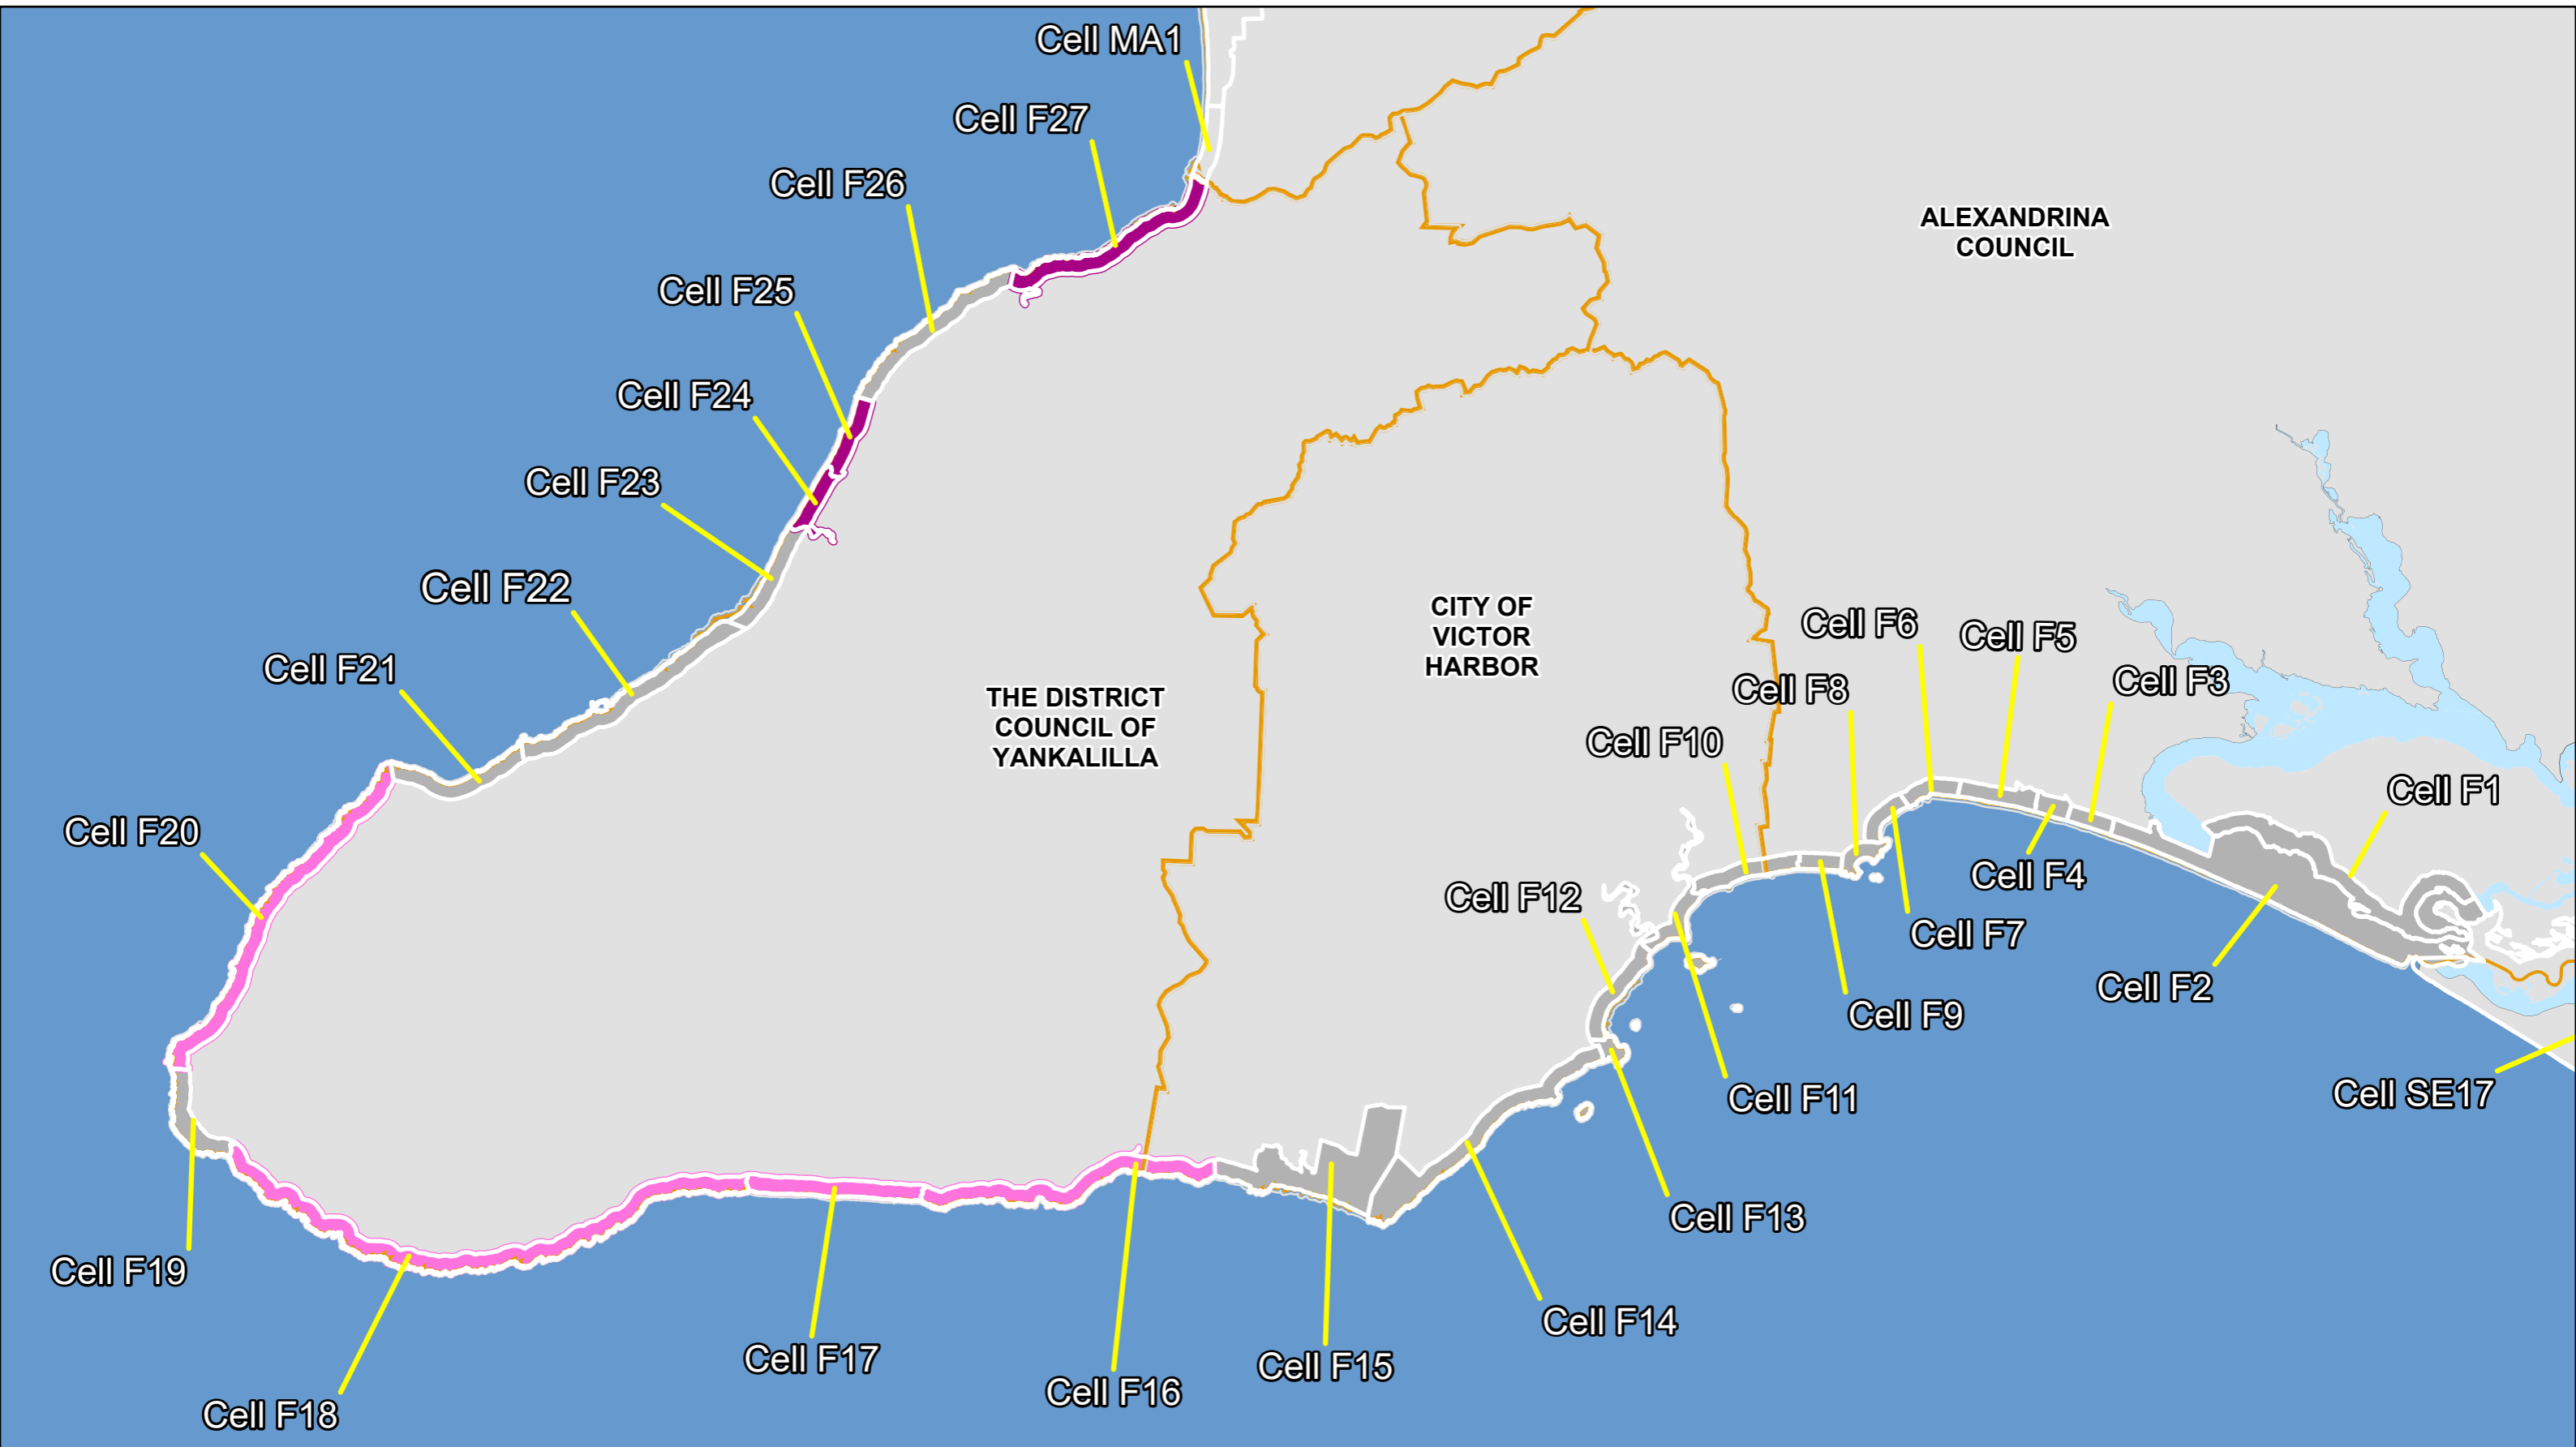 Cell MA1
Cell F27
Cell F26
ALEXANDRINA
COUNCIL
Cell F25
Cell F24
Cell F23
Cell F22
CITY OF
VICTOR
HARBOR
Cell F6
Cell F5
Cell F21
Cell F3
THE DISTRICT
COUNCIL OF
YANKALILLA
Cell F8
Cell F10
Cell F1
Cell F20
Cell F4
Cell F12
Cell F7
Cell F2
Cell F9
Cell SE17
Cell F11
Cell F13
Cell F19
Cell F14
Cell F17
Cell F15
Cell F16
Cell F18